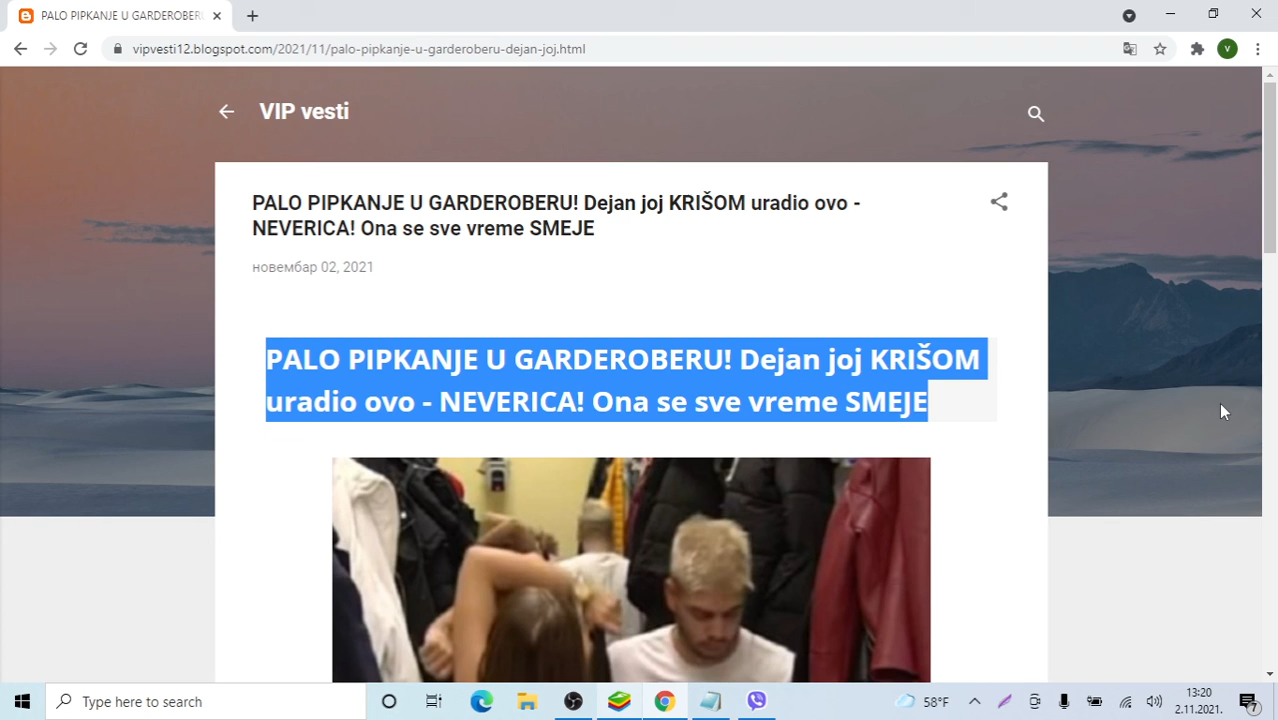 PALO PIPKANJE U GARDEROBERU
vipvesti12.blogspot.com/2021/11/palo-pipkanje-u-garderoberu-dejan-joj.html
V
VIP vesti
PALO PIPKANJE U GARDEROBERU! Dejan joj KRIŠOM uradio ovo -
NEVERICA! Ona se sve vreme SMEJE
новембар 02, 2021
PALO PIPKANJE U GARDEROBERU! Dejan joj KRIŠOM
uradio ovo - NEVERICA! Ona se sve vreme SMEJE
Type here to search
58°F
13:20
2.11.2021.
7